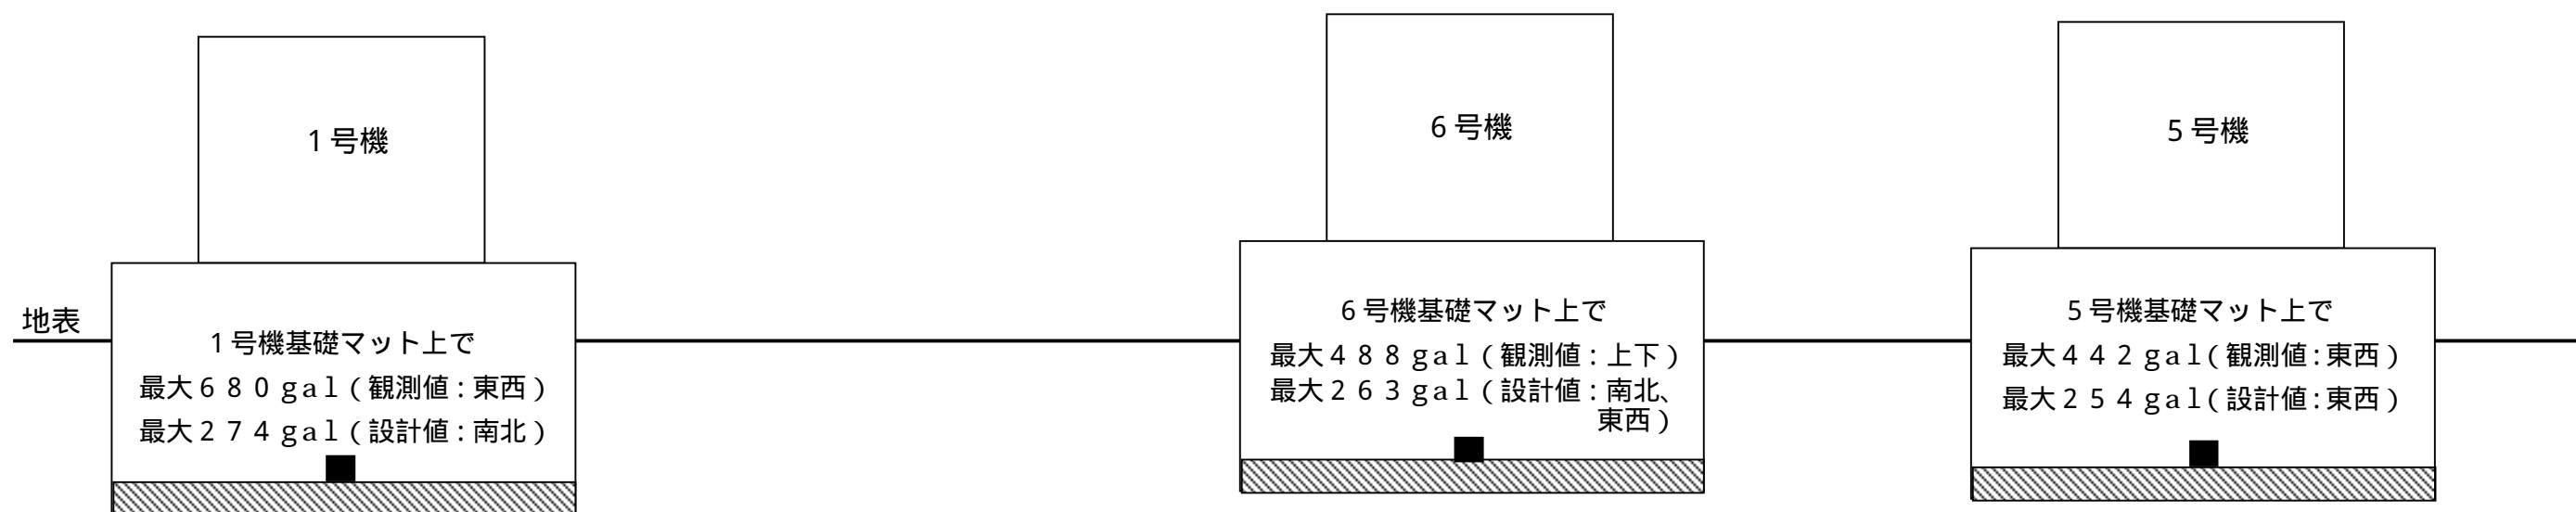 1号機
6号機
5号機
地表
1号機基礎マット上で
最大680gal(観測値:東西)
最大274gal(設計値:南北)
6号機基礎マット上で
最大488gal(観測値:上下)
最大263gal(設計値:南北、
東西)
5号機基礎マット上で
最大442gal(観測値:東西)
最大254gal(設計値:東西)